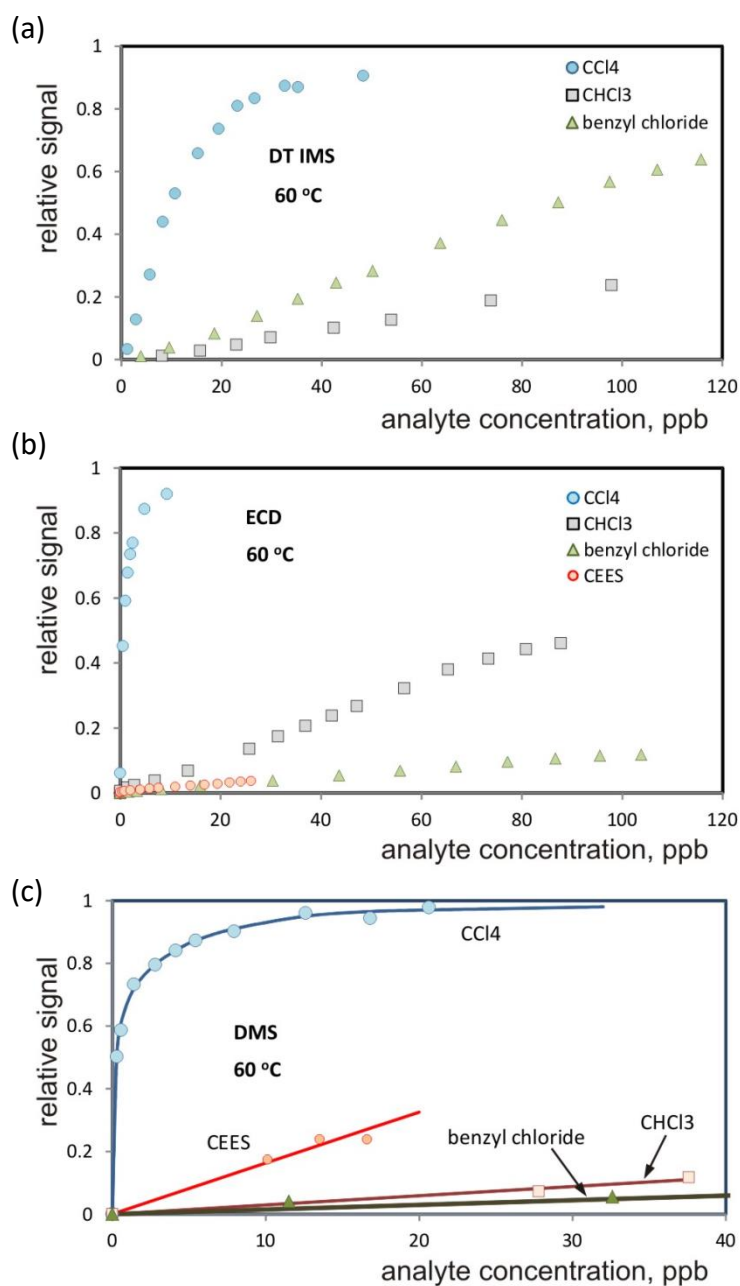 (a)
1
0.8
0.6
0.4
0.2
0
relative signal
CCl4
CHCl3
benzyl chloride
DT IMS
60 °C
0 20 40 60 80 100 120
analyte concentration, ppb
(b)
1
0.8
0.6
0.4
0.2
0
relative signal
ECD
60 °C
CCl4
CHCl3
benzyl chloride
CEES
0 20 40 60 80 100 120
analyte concentration, ppb
(c)
1
0.8
0.6
0.4
0.2
0
relative signal
CCl4
DMS
60 °C
CEES
benzyl chloride
CHCl3
0 10 20 30 40
analyte concentration, ppb